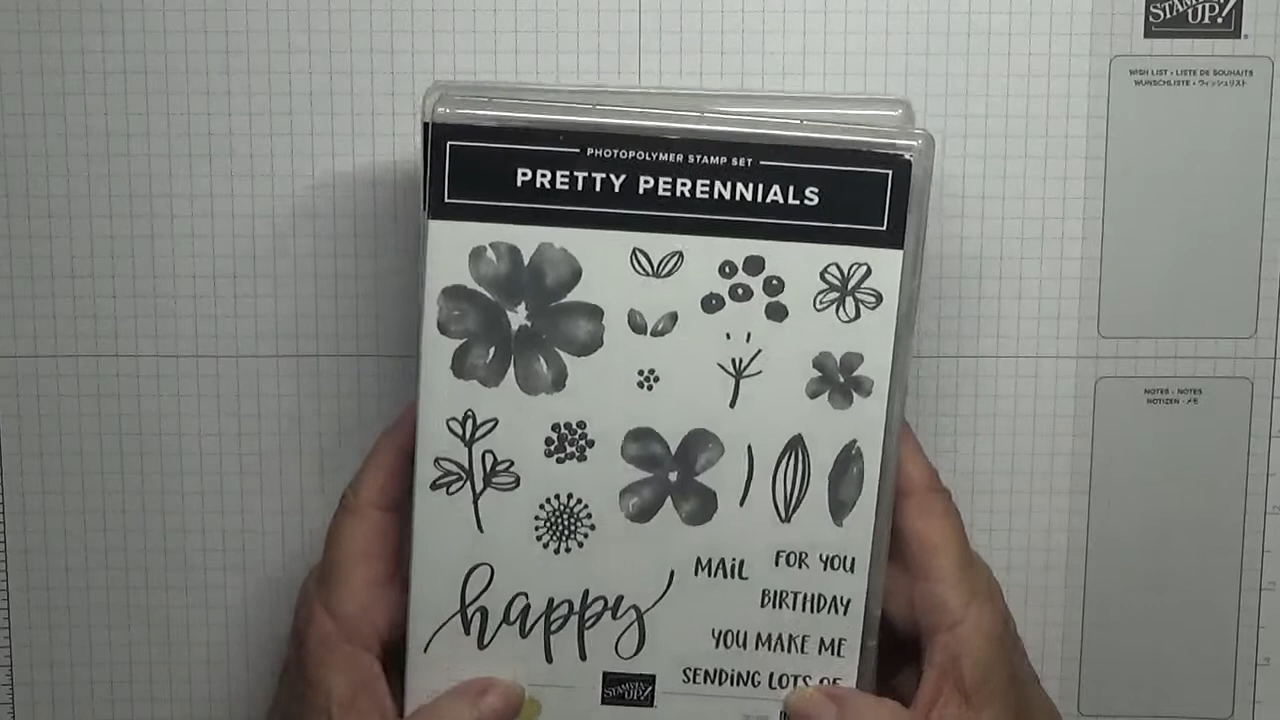 STAMPIN' UP!
WISH LIST • LISTE DE SOUHAITS
WUNSCHLISTE • ウィッシュリスト
NOTES • NOTES
NOTIZEN • メモ
PHOTOPOLYMER STAMP SET
PRETTY PERENNIALS
MAiL
FOR YOU
BIRTHDAY
happy
YOU MAKE ME
SENDiNG LOTS OF
STAMPIN' UP!